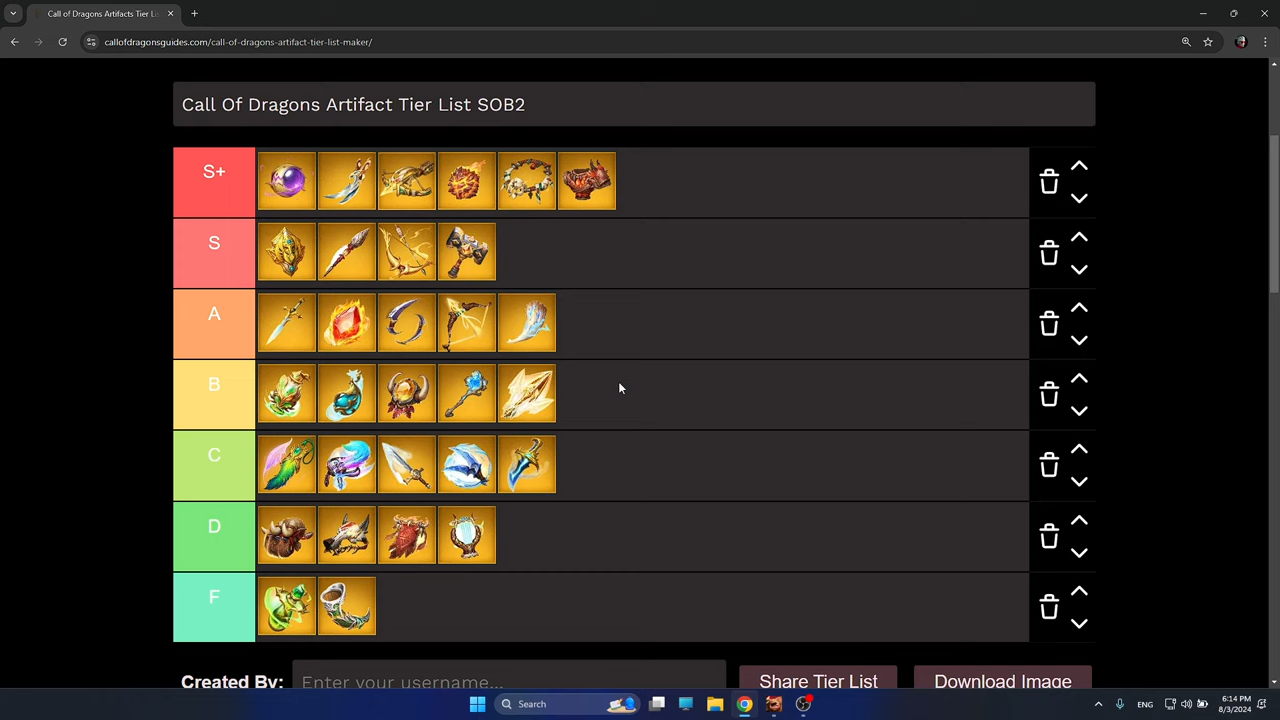 Call of Dragons Artifacts Tier Lis
callofdragonsguides.com/call-of-dragons-artifact-tier-list-maker/
Call Of Dragons Artifact Tier List SOB2
S+
S
A
B
C
D
F
Created By:
Enter your username...
Share Tier List
Download Image
Search
6:14 PM
8/3/2024